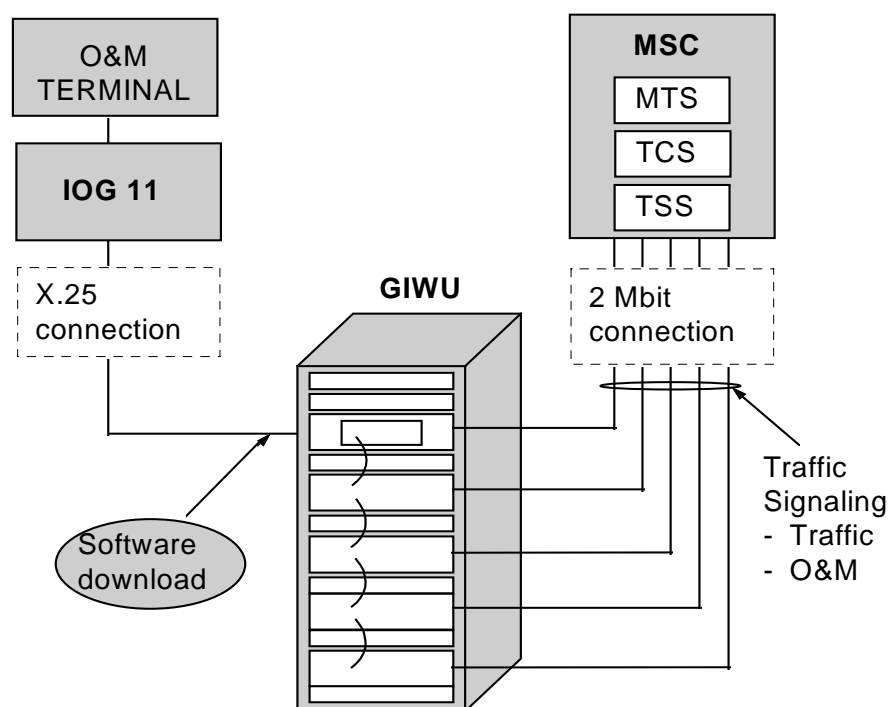 O&M
TERMINAL
IOG 11
X.25
connection
Software
download
GIWU
MSC
MTS
TCS
TSS
2 Mbit
connection
Traffic
Signaling
- Traffic
- O&M